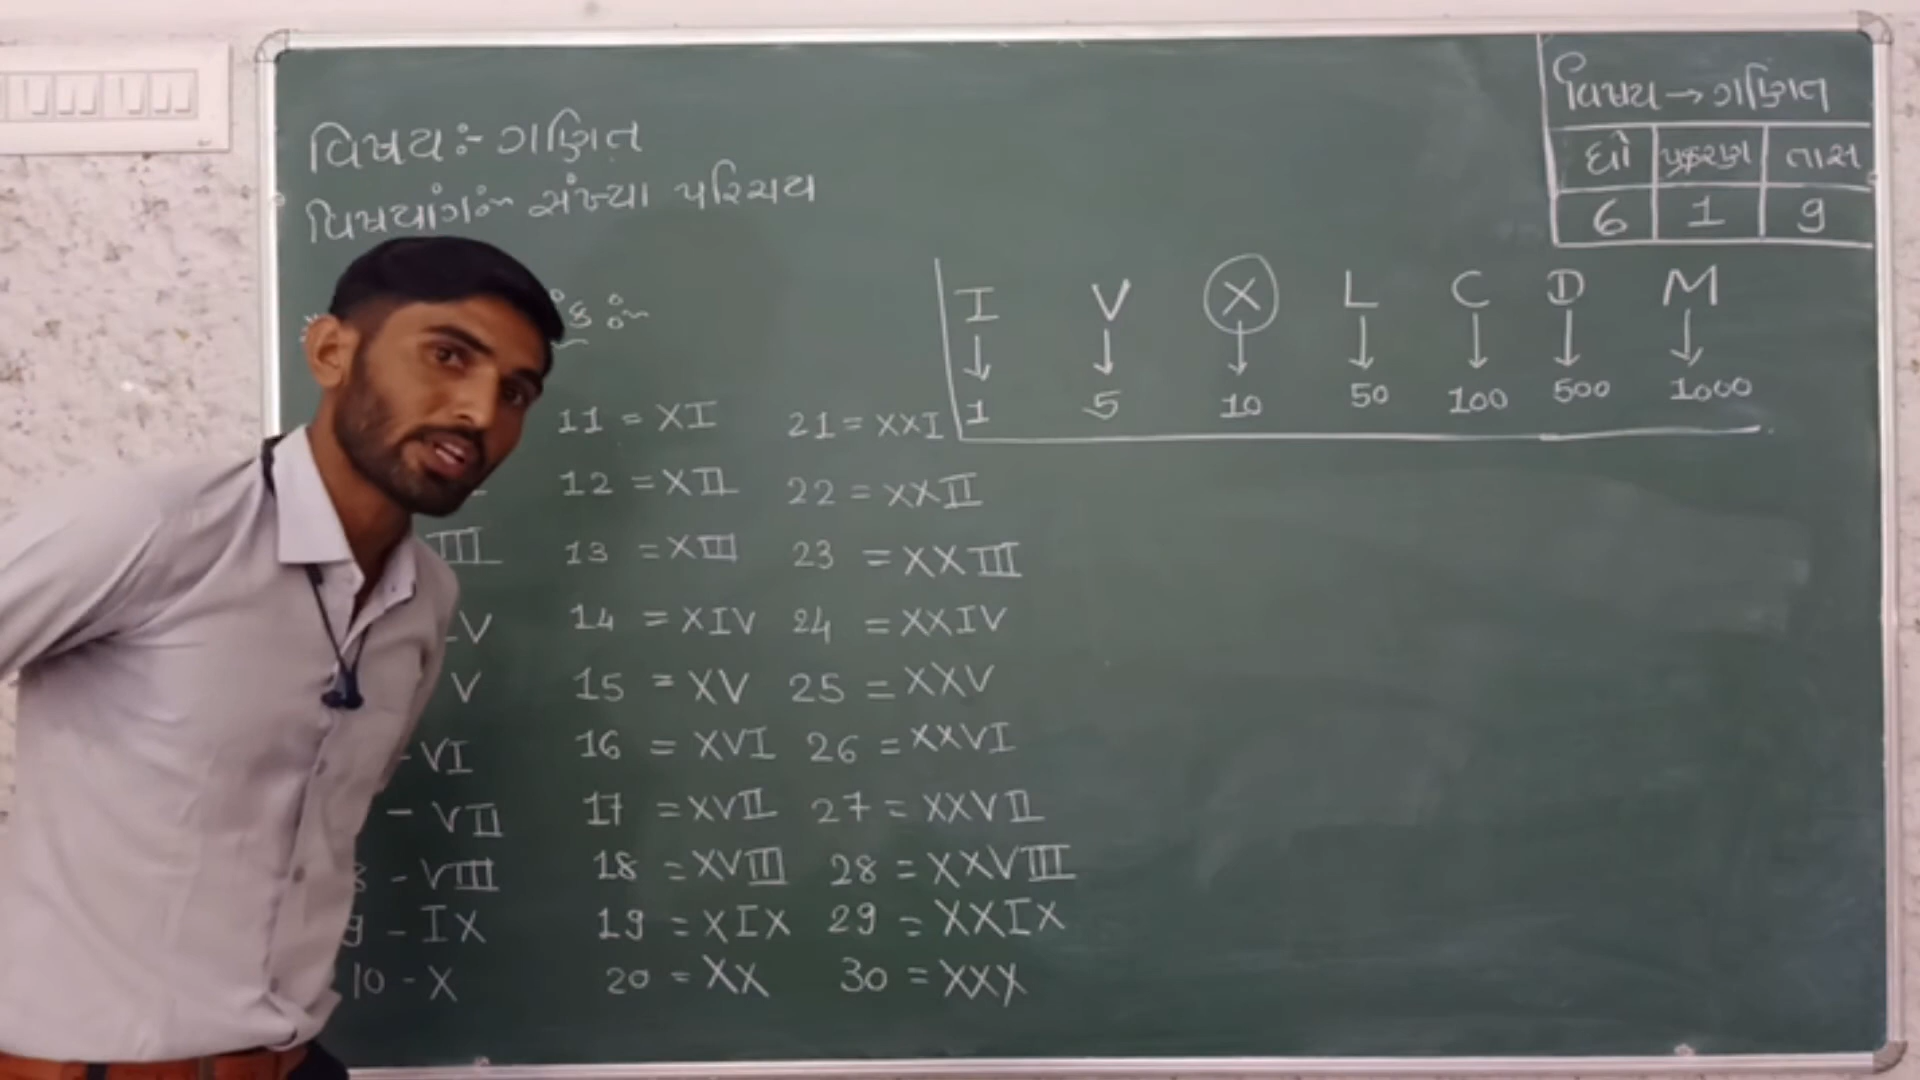 વિષય :- ગણિત
વિષયાંગ :- સંખ્યા પરિચય
વિષય → ગણિત
ધો પ્રકરણ તાસ
6 1 9
I V X L C D M
↓ ↓ ↓ ↓ ↓ ↓ ↓
1 5 10 50 100 500 1000
11 = XI 21 = XXI
12 = XII 22 = XXII
III 13 = XIII 23 = XXIII
V 14 = XIV 24 = XXIV
V 15 = XV 25 = XXV
- VI 16 = XVI 26 = XXVI
- VII 17 = XVII 27 = XXVII
8 - VIII 18 = XVIII 28 = XXVIII
9 - IX 19 = XIX 29 = XXIX
10 - X 20 = XX 30 = XXX